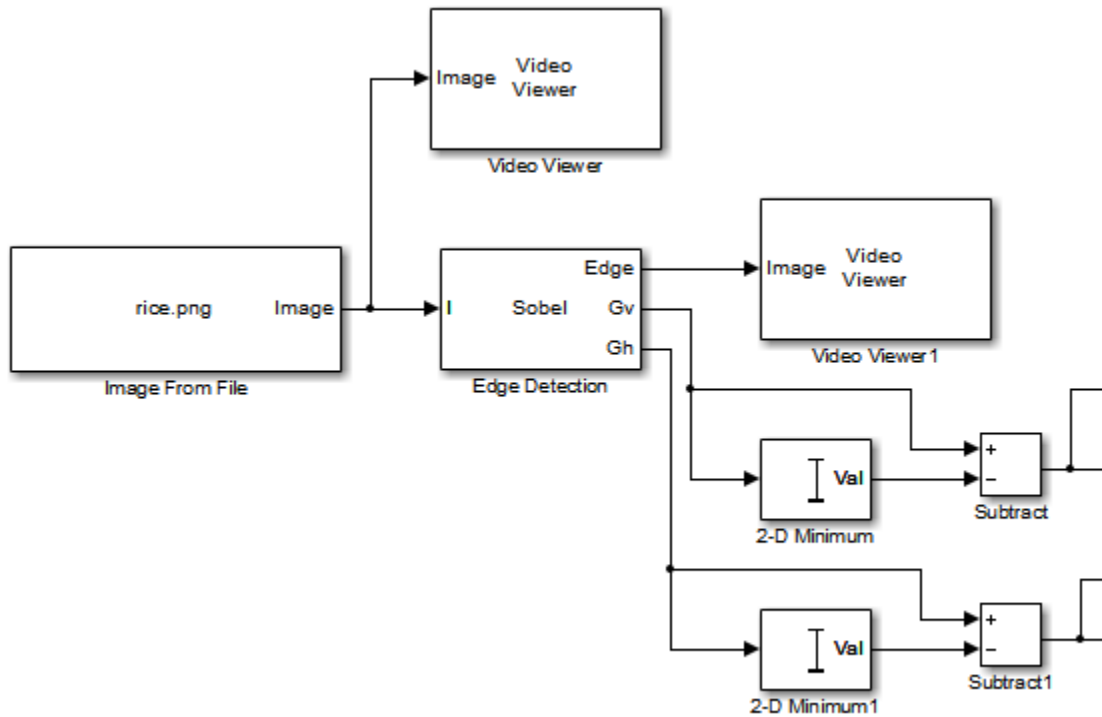 Image
Video
Viewer
Video Viewer
rice.png
Image
Image From File
I
Sobel
Edge
Gv
Gh
Edge Detection
Image
Video
Viewer
Video Viewer1
Val
2-D Minimum
+
−
Subtract
Val
2-D Minimum1
+
−
Subtract1